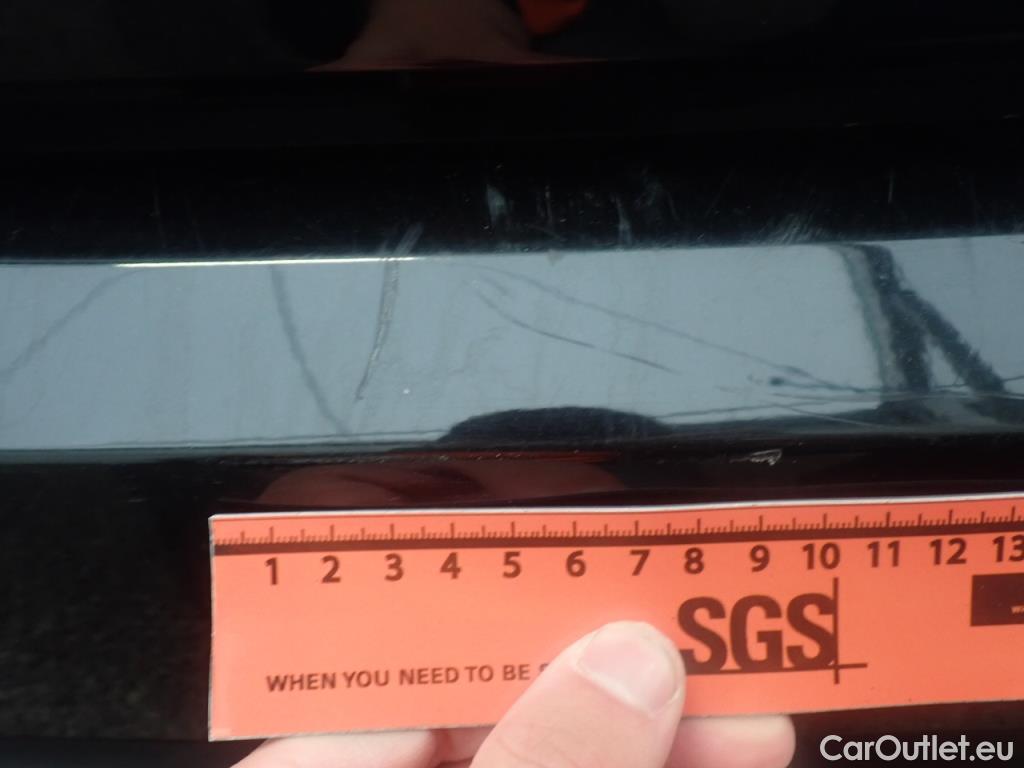 1 2 3 4 5 6 7 8 9 10 11 12 13
SGS
WHEN YOU NEED TO BE
CarOutlet.eu